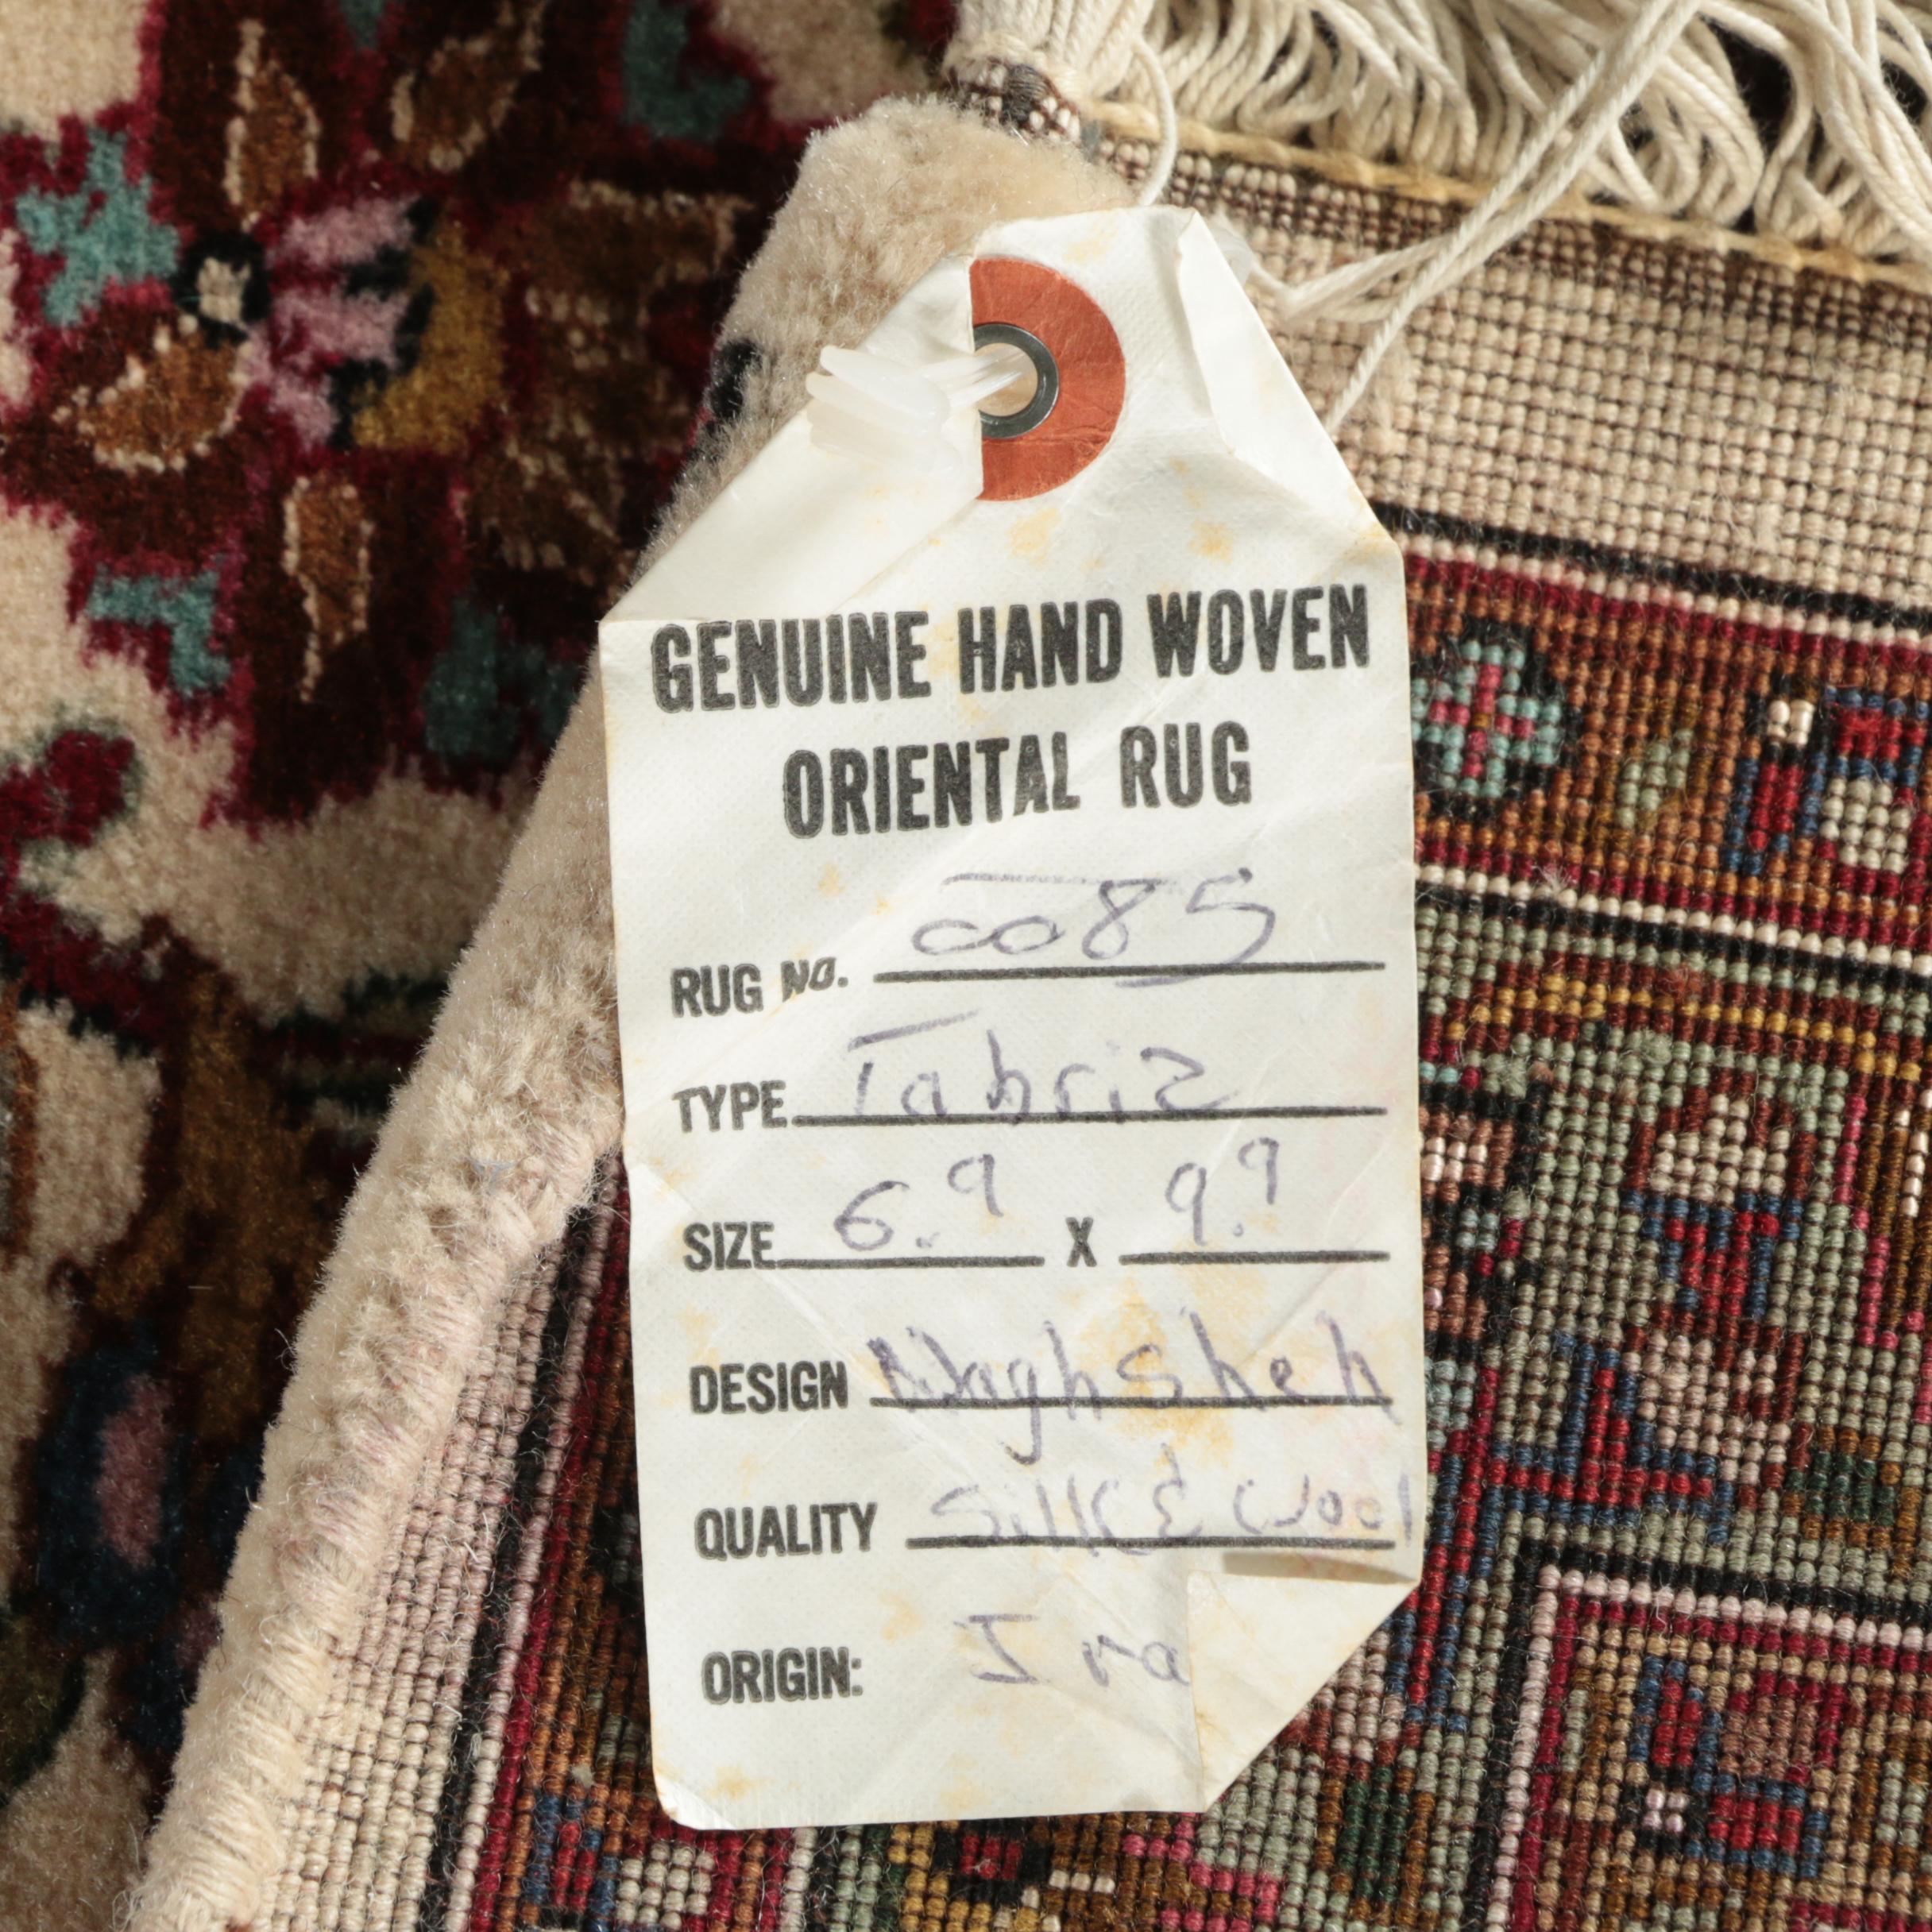 GENUINE HAND WOVEN
ORIENTAL RUG
RUG NO. 0085
TYPE Tabriz
SIZE 6.9 X 9.9
DESIGN Naghsheh
QUALITY Silk & Wool
ORIGIN: Ira